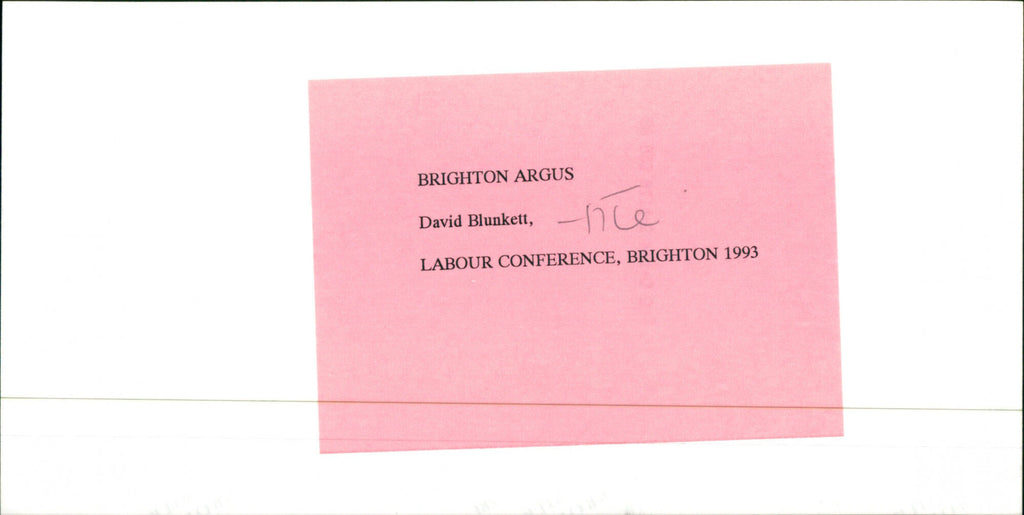 BRIGHTON ARGUS
David Blunkett,
LABOUR CONFERENCE, BRIGHTON 1993